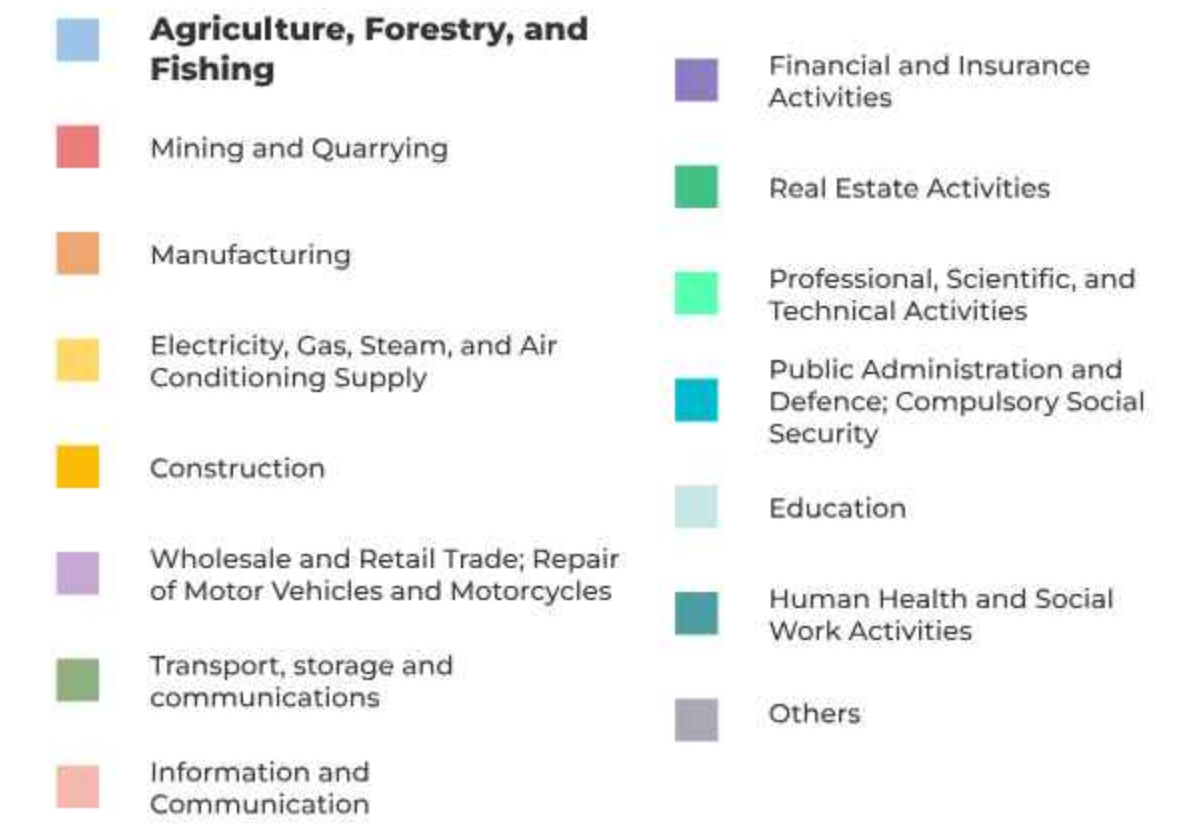 Agriculture, Forestry, and
Fishing
Mining and Quarrying
Manufacturing
Electricity, Gas, Steam, and Air
Conditioning Supply
Construction
Wholesale and Retail Trade; Repair
of Motor Vehicles and Motorcycles
Transport, storage and
communications
Information and
Communication
Financial and Insurance
Activities
Real Estate Activities
Professional, Scientific, and
Technical Activities
Public Administration and
Defence; Compulsory Social
Security
Education
Human Health and Social
Work Activities
Others